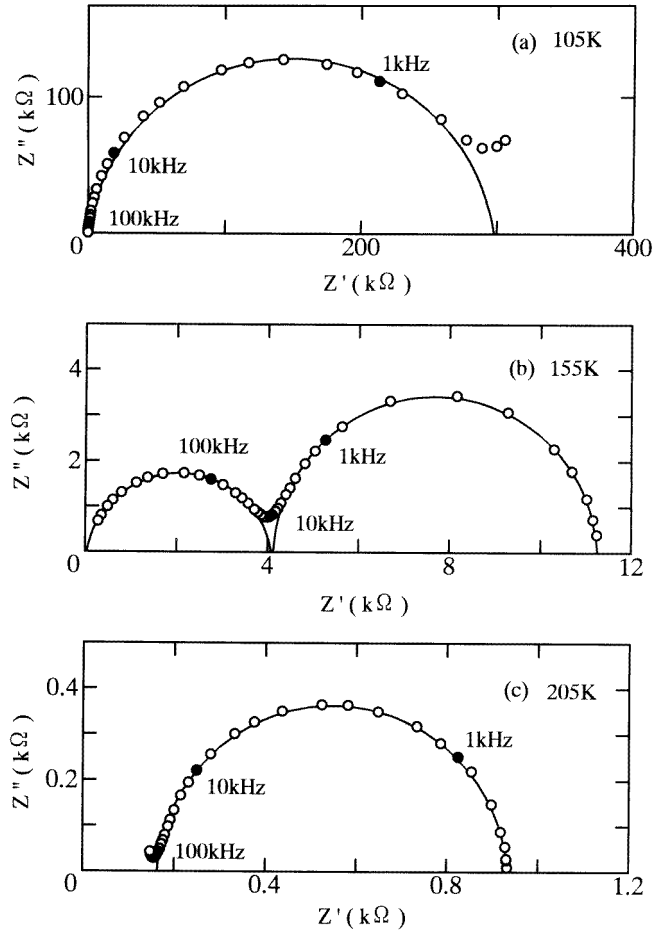 (a) 105K
1kHz
100
10kHz
100kHz
0
200
400
Z" (kΩ)
Z' (kΩ)
(b) 155K
4
100kHz
2
1kHz
10kHz
0
4
8
12
Z" (kΩ)
Z' (kΩ)
(c) 205K
0.4
1kHz
10kHz
0.2
100kHz
0
0.4
0.8
1.2
Z" (kΩ)
Z' (kΩ)